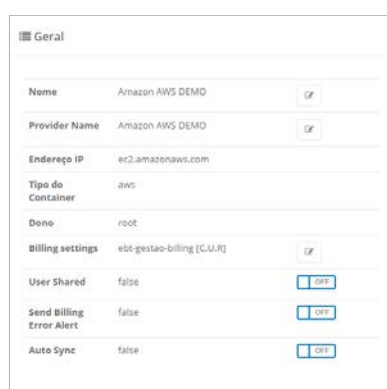 Geral
Nome Amazon AWS DEMO
Provider Name Amazon AWS DEMO
Endereço IP ec2.amazonaws.com
Tipo do
Container aws
Dono root
Billing settings ebt-gestao-billing [C.U.R]
User Shared false OFF
Send Billing
Error Alert false OFF
Auto Sync false OFF